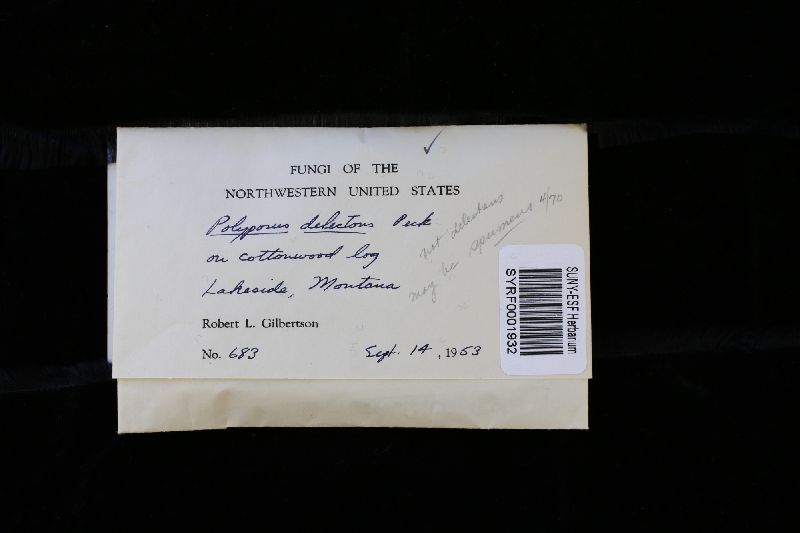 ✓
FUNGI OF THE
NORTHWESTERN UNITED STATES
Polyporus delectans Peck
on cottonwood log
Lakeside, Montana
not delectans
may be spumeus 4/70
Robert L. Gilbertson
No. 683 Sept. 14, 1953
SUNY-ESF Herbarium
SYRF0001932